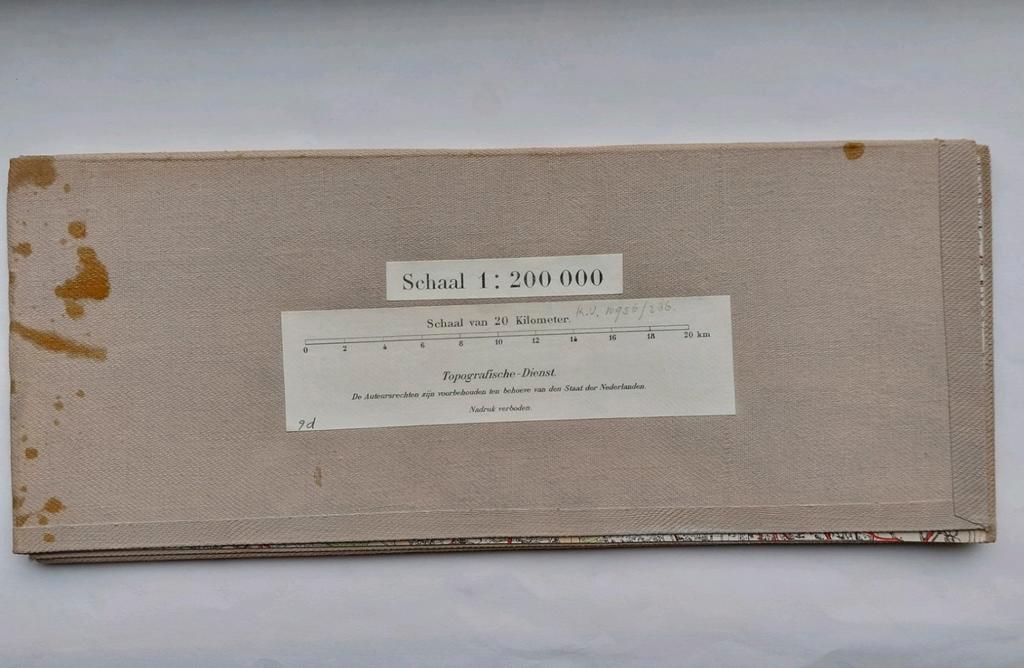 Schaal 1 : 200 000
Schaal van 20 Kilometer.
K.U.
0 2 4 6 8 10 12 14 16 18 20 km
Topografische-Dienst.
De Auteursrechten zijn voorbehouden ten behoeve van den Staat der Nederlanden.
Nadruk verboden.
9d